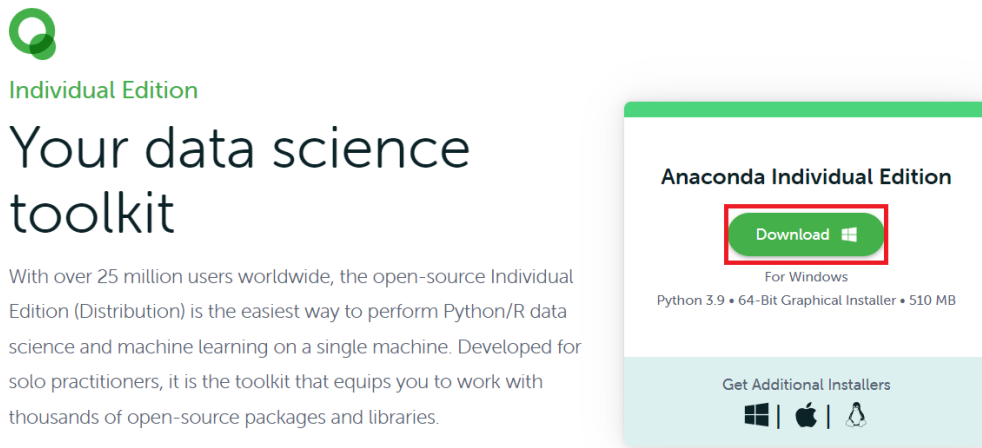 Individual Edition
Your data science
toolkit
With over 25 million users worldwide, the open-source Individual
Edition (Distribution) is the easiest way to perform Python/R data
science and machine learning on a single machine. Developed for
solo practitioners, it is the toolkit that equips you to work with
thousands of open-source packages and libraries.
Anaconda Individual Edition
Download
For Windows
Python 3.9 • 64-Bit Graphical Installer • 510 MB
Get Additional Installers